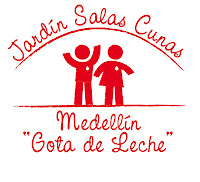 Jardín Salas Cunas
Medellín
"Gota de Leche"